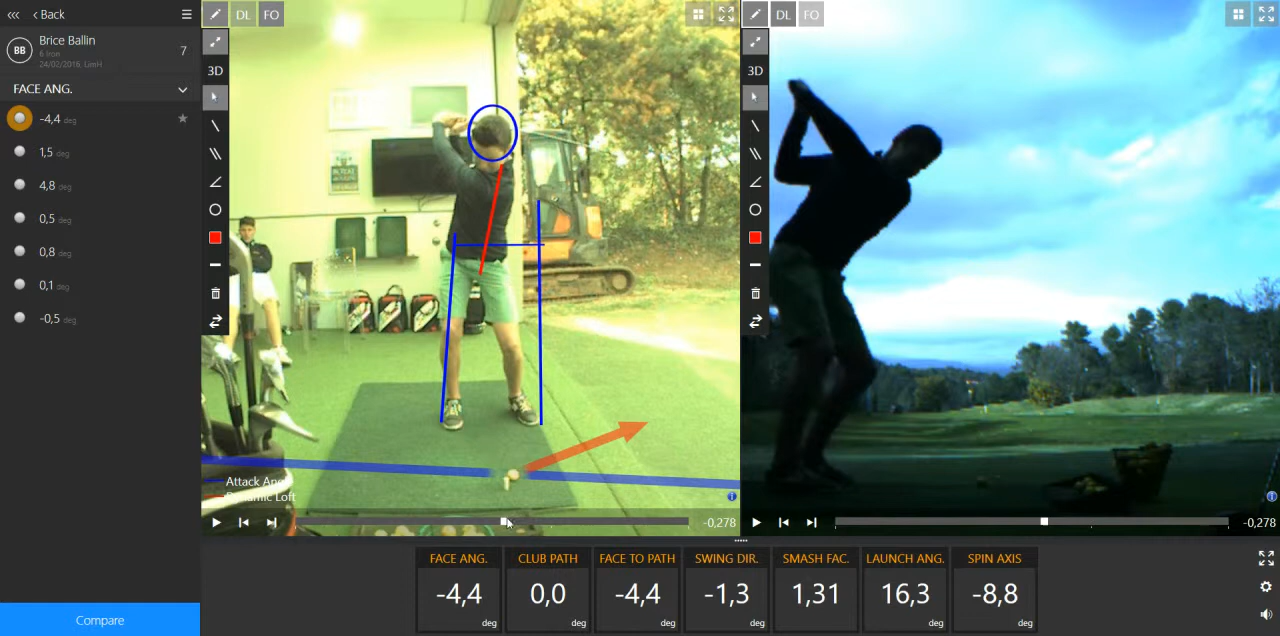 Back
BB
Brice Ballin
6 Iron
24/02/2016, LimH
7
FACE ANG.
-4,4 deg
1,5 deg
4,8 deg
0,5 deg
0,8 deg
0,1 deg
-0,5 deg
Compare
DL FO
3D
Attack Ang
Dynamic Loft
-0,278
DL FO
3D
-0,278
FACE ANG. CLUB PATH FACE TO PATH SWING DIR. SMASH FAC. LAUNCH ANG. SPIN AXIS
-4,4 0,0 -4,4 -1,3 1,31 16,3 -8,8
deg deg deg deg deg deg